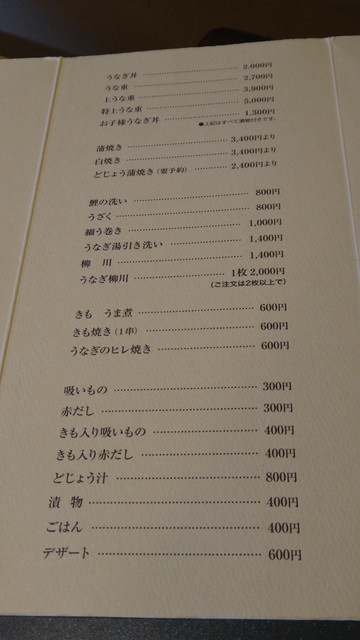 うなぎ丼 2,000円
うな重 2,700円
上うな重 3,900円
特上うな重 5,000円
お子様うなぎ丼 1,300円
●上記はすべて漬物付きです。
蒲焼き 3,400円より
白焼き 3,400円より
どじょう蒲焼き(要予約) 2,400円より
鯉の洗い 800円
うざく 800円
鰻う巻き 1,000円
うなぎ湯引き洗い 1,400円
柳 川 1,400円
うなぎ柳川 1枚 2,000円
(ご注文は2枚以上で)
きも うま煮 600円
きも焼き(1串) 600円
うなぎのヒレ焼き 600円
吸いもの 300円
赤だし 300円
きも入り吸いもの 400円
きも入り赤だし 400円
どじょう汁 800円
漬 物 400円
ごはん 400円
デザート 600円